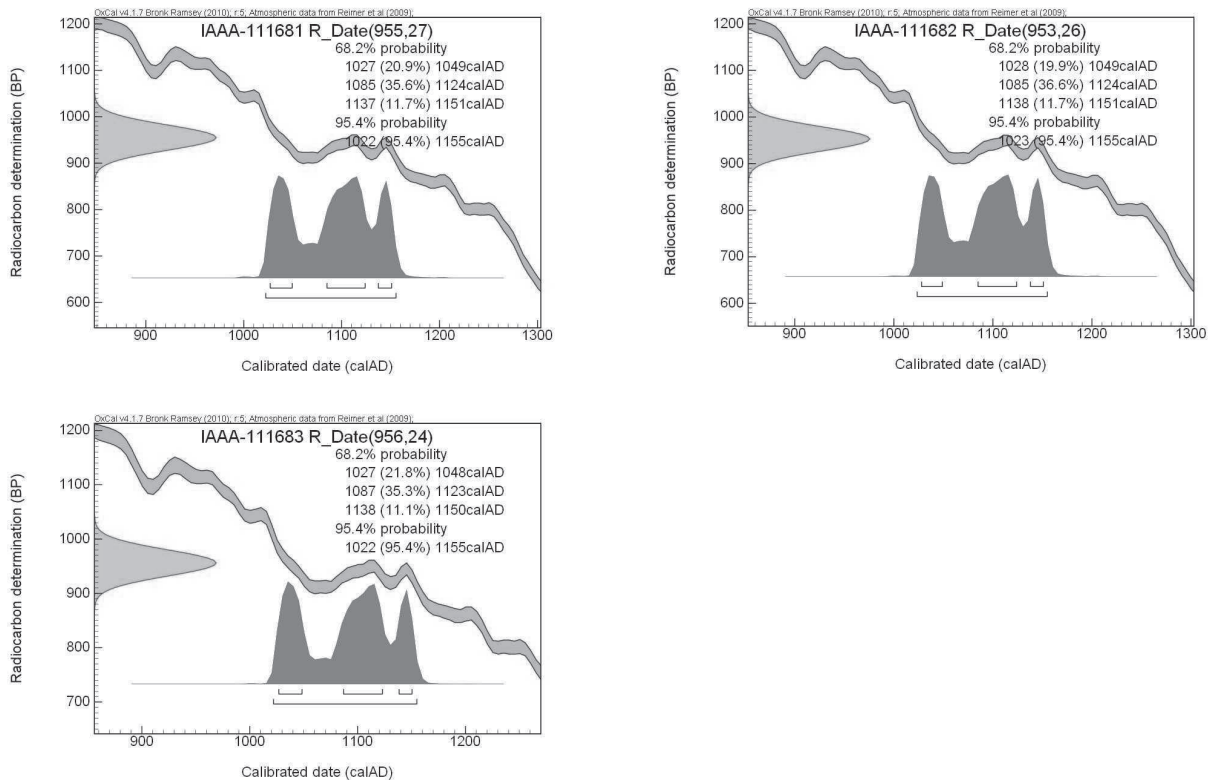 OxCal v4.1.7 Bronk Ramsey (2010); r:5; Atmospheric data from Reimer et al (2009);
IAAA-111681 R_Date(955,27)
68.2% probability
1027 (20.9%) 1049calAD
1085 (35.6%) 1124calAD
1137 (11.7%) 1151calAD
95.4% probability
1022 (95.4%) 1155calAD
Radiocarbon determination (BP)
1200
1100
1000
900
800
700
600
900
1000
1100
1200
1300
Calibrated date (calAD)
OxCal v4.1.7 Bronk Ramsey (2010); r:5; Atmospheric data from Reimer et al (2009);
IAAA-111682 R_Date(953,26)
68.2% probability
1028 (19.9%) 1049calAD
1085 (36.6%) 1124calAD
1138 (11.7%) 1151calAD
95.4% probability
1023 (95.4%) 1155calAD
Radiocarbon determination (BP)
1200
1100
1000
900
800
700
600
900
1000
1100
1200
1300
Calibrated date (calAD)
OxCal v4.1.7 Bronk Ramsey (2010); r:5; Atmospheric data from Reimer et al (2009);
IAAA-111683 R_Date(956,24)
68.2% probability
1027 (21.8%) 1048calAD
1087 (35.3%) 1123calAD
1138 (11.1%) 1150calAD
95.4% probability
1022 (95.4%) 1155calAD
Radiocarbon determination (BP)
1200
1100
1000
900
800
700
900
1000
1100
1200
Calibrated date (calAD)